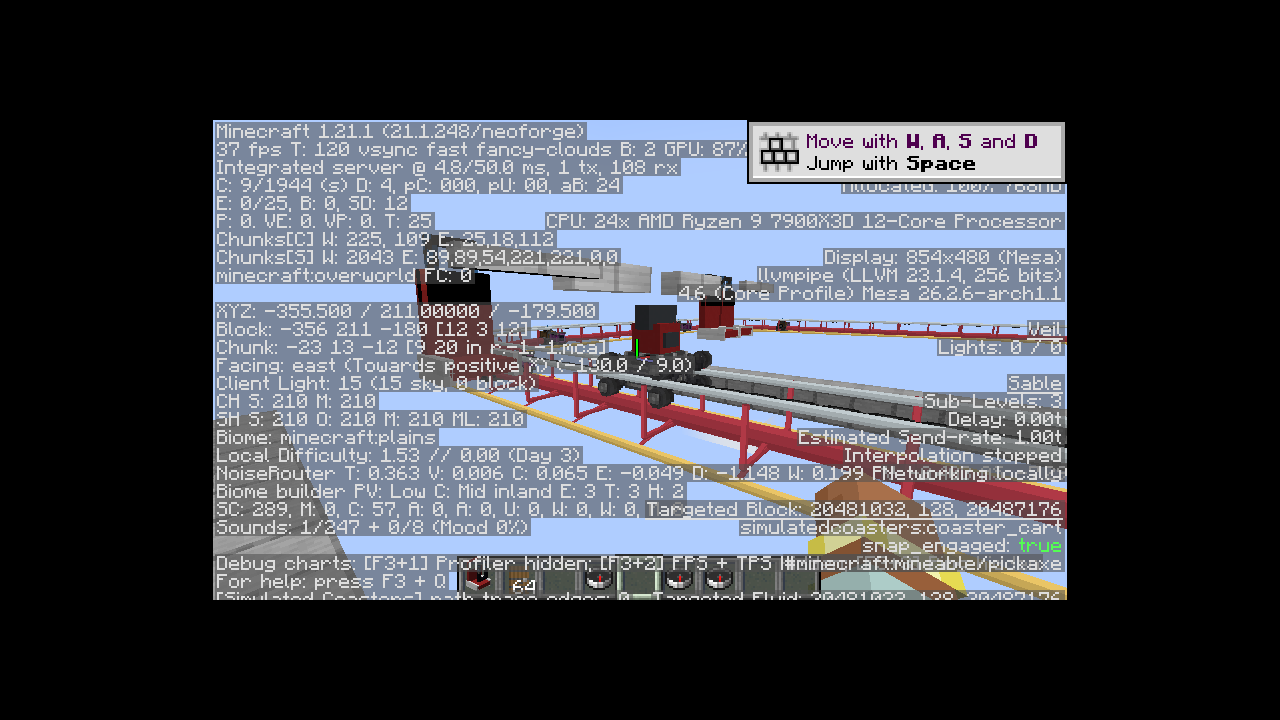 Minecraft 1.21.1 (21.1.248/neoforge)
37 fps T: 120 vsync fast fancy-clouds B: 2 GPU: 87%
Integrated server @ 4.8/50.0 ms, 1 tx, 108 rx
C: 9/1944 (s) D: 4, pC: 000, pU: 00, aB: 24
E: 0/25, B: 0, SD: 12
P: 0. VE: 0. VP: 0. T: 25
Chunks[C] W: 225, 109 E: 25,18,112
Chunks[S] W: 2043 E: 89,89,54,221,221,0,0
minecraft:overworld FC: 0
XYZ: -355.500 / 211.00000 / -179.500
Block: -356 211 -180 [12 3 12]
Chunk: -23 13 -12 [9 20 in r.-1.-1.mca]
Facing: east (Towards positive X) (-130.0 / 9.0)
Client Light: 15 (15 sky, 0 block)
CH S: 210 M: 210
SH S: 210 O: 210 M: 210 ML: 210
Biome: minecraft:plains
Local Difficulty: 1.53 // 0.00 (Day 3)
NoiseRouter T: 0.363 V: 0.006 C: 0.065 E: -0.049 D: -1.148 W: 0.199 P
Biome builder PV: Low C: Mid inland E: 3 T: 3 H: 2
SC: 289, M: C: 57, A: 0, A: 0, U: 0, W: 0, W: 0
Sounds: 1/247 + 0/8 (Mood 0%)
Debug charts: [F3+1] Profiler hidden; [F3+2] FPS + TPS
For help: press F3 + Q
[Simulated Coasters] path trace edges: 0
Move with W, A, S and D
Jump with Space
Allocated: 100% 768MB
CPU: 24x AMD Ryzen 9 7900X3D 12-Core Processor
Display: 854x480 (Mesa)
llvmpipe (LLVM 23.1.4, 256 bits)
4.6 (Core Profile) Mesa 26.2.6-arch1.1
Veil
Lights: 0 / 0
Sable
Sub-Levels: 3
Delay: 0.00t
Estimated Send-rate: 1.00t
Interpolation stopped
Networking locally
Targeted Block: 20481032, 128, 20487176
simulatedcoasters:coaster_cart
snap_engaged: true
#minecraft:mineable/pickaxe
Targeted Fluid: 20481033, 128, 20487176
64